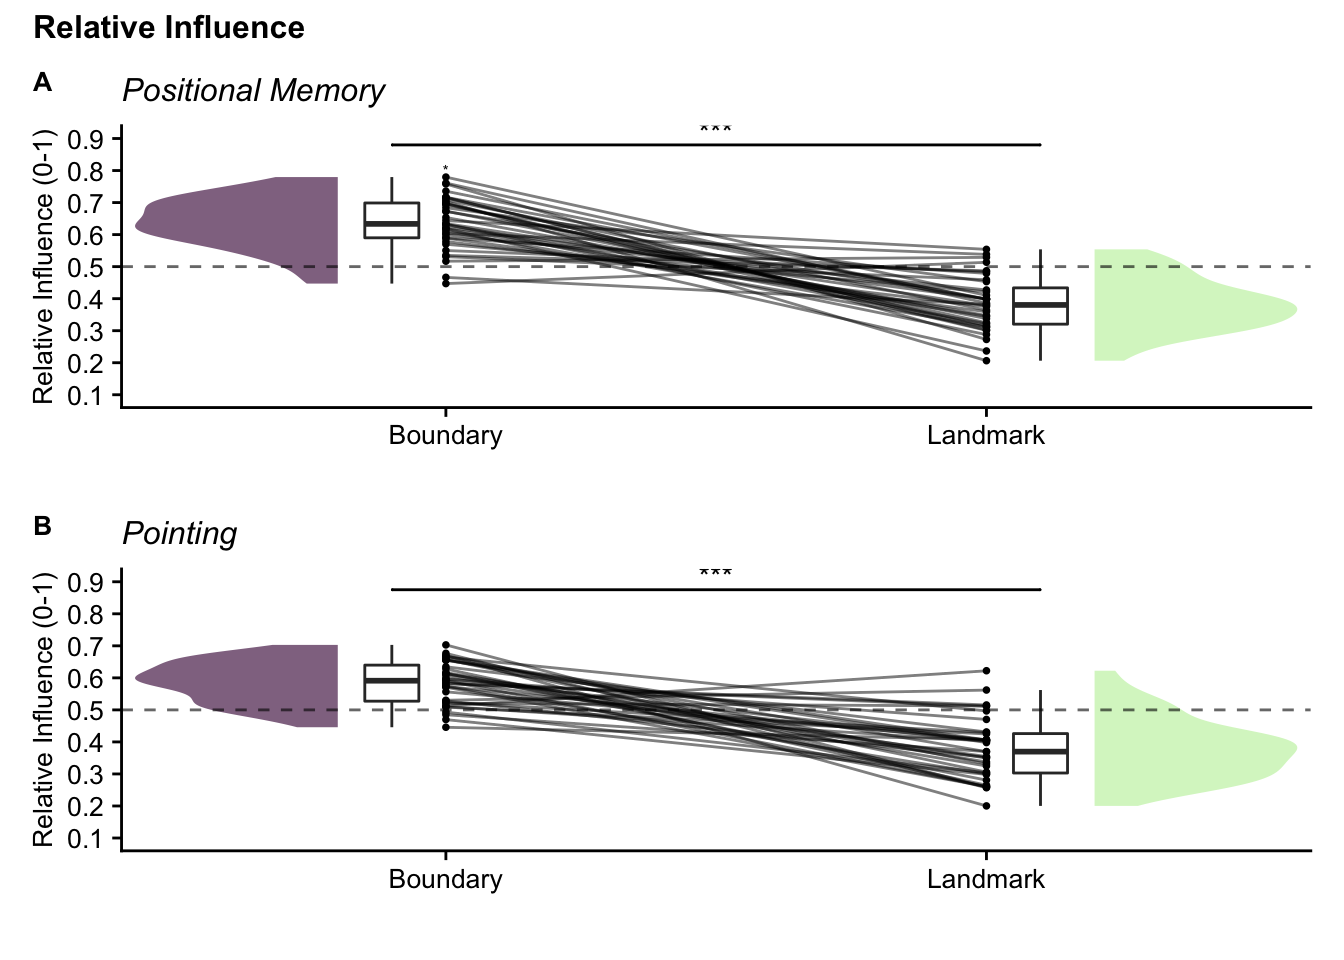 Relative Influence
A
Positional Memory
Relative Influence (0-1)
0.9
0.8
0.7
0.6
0.5
0.4
0.3
0.2
0.1
***
*
Boundary Landmark
B
Pointing
Relative Influence (0-1)
0.9
0.8
0.7
0.6
0.5
0.4
0.3
0.2
0.1
***
Boundary Landmark